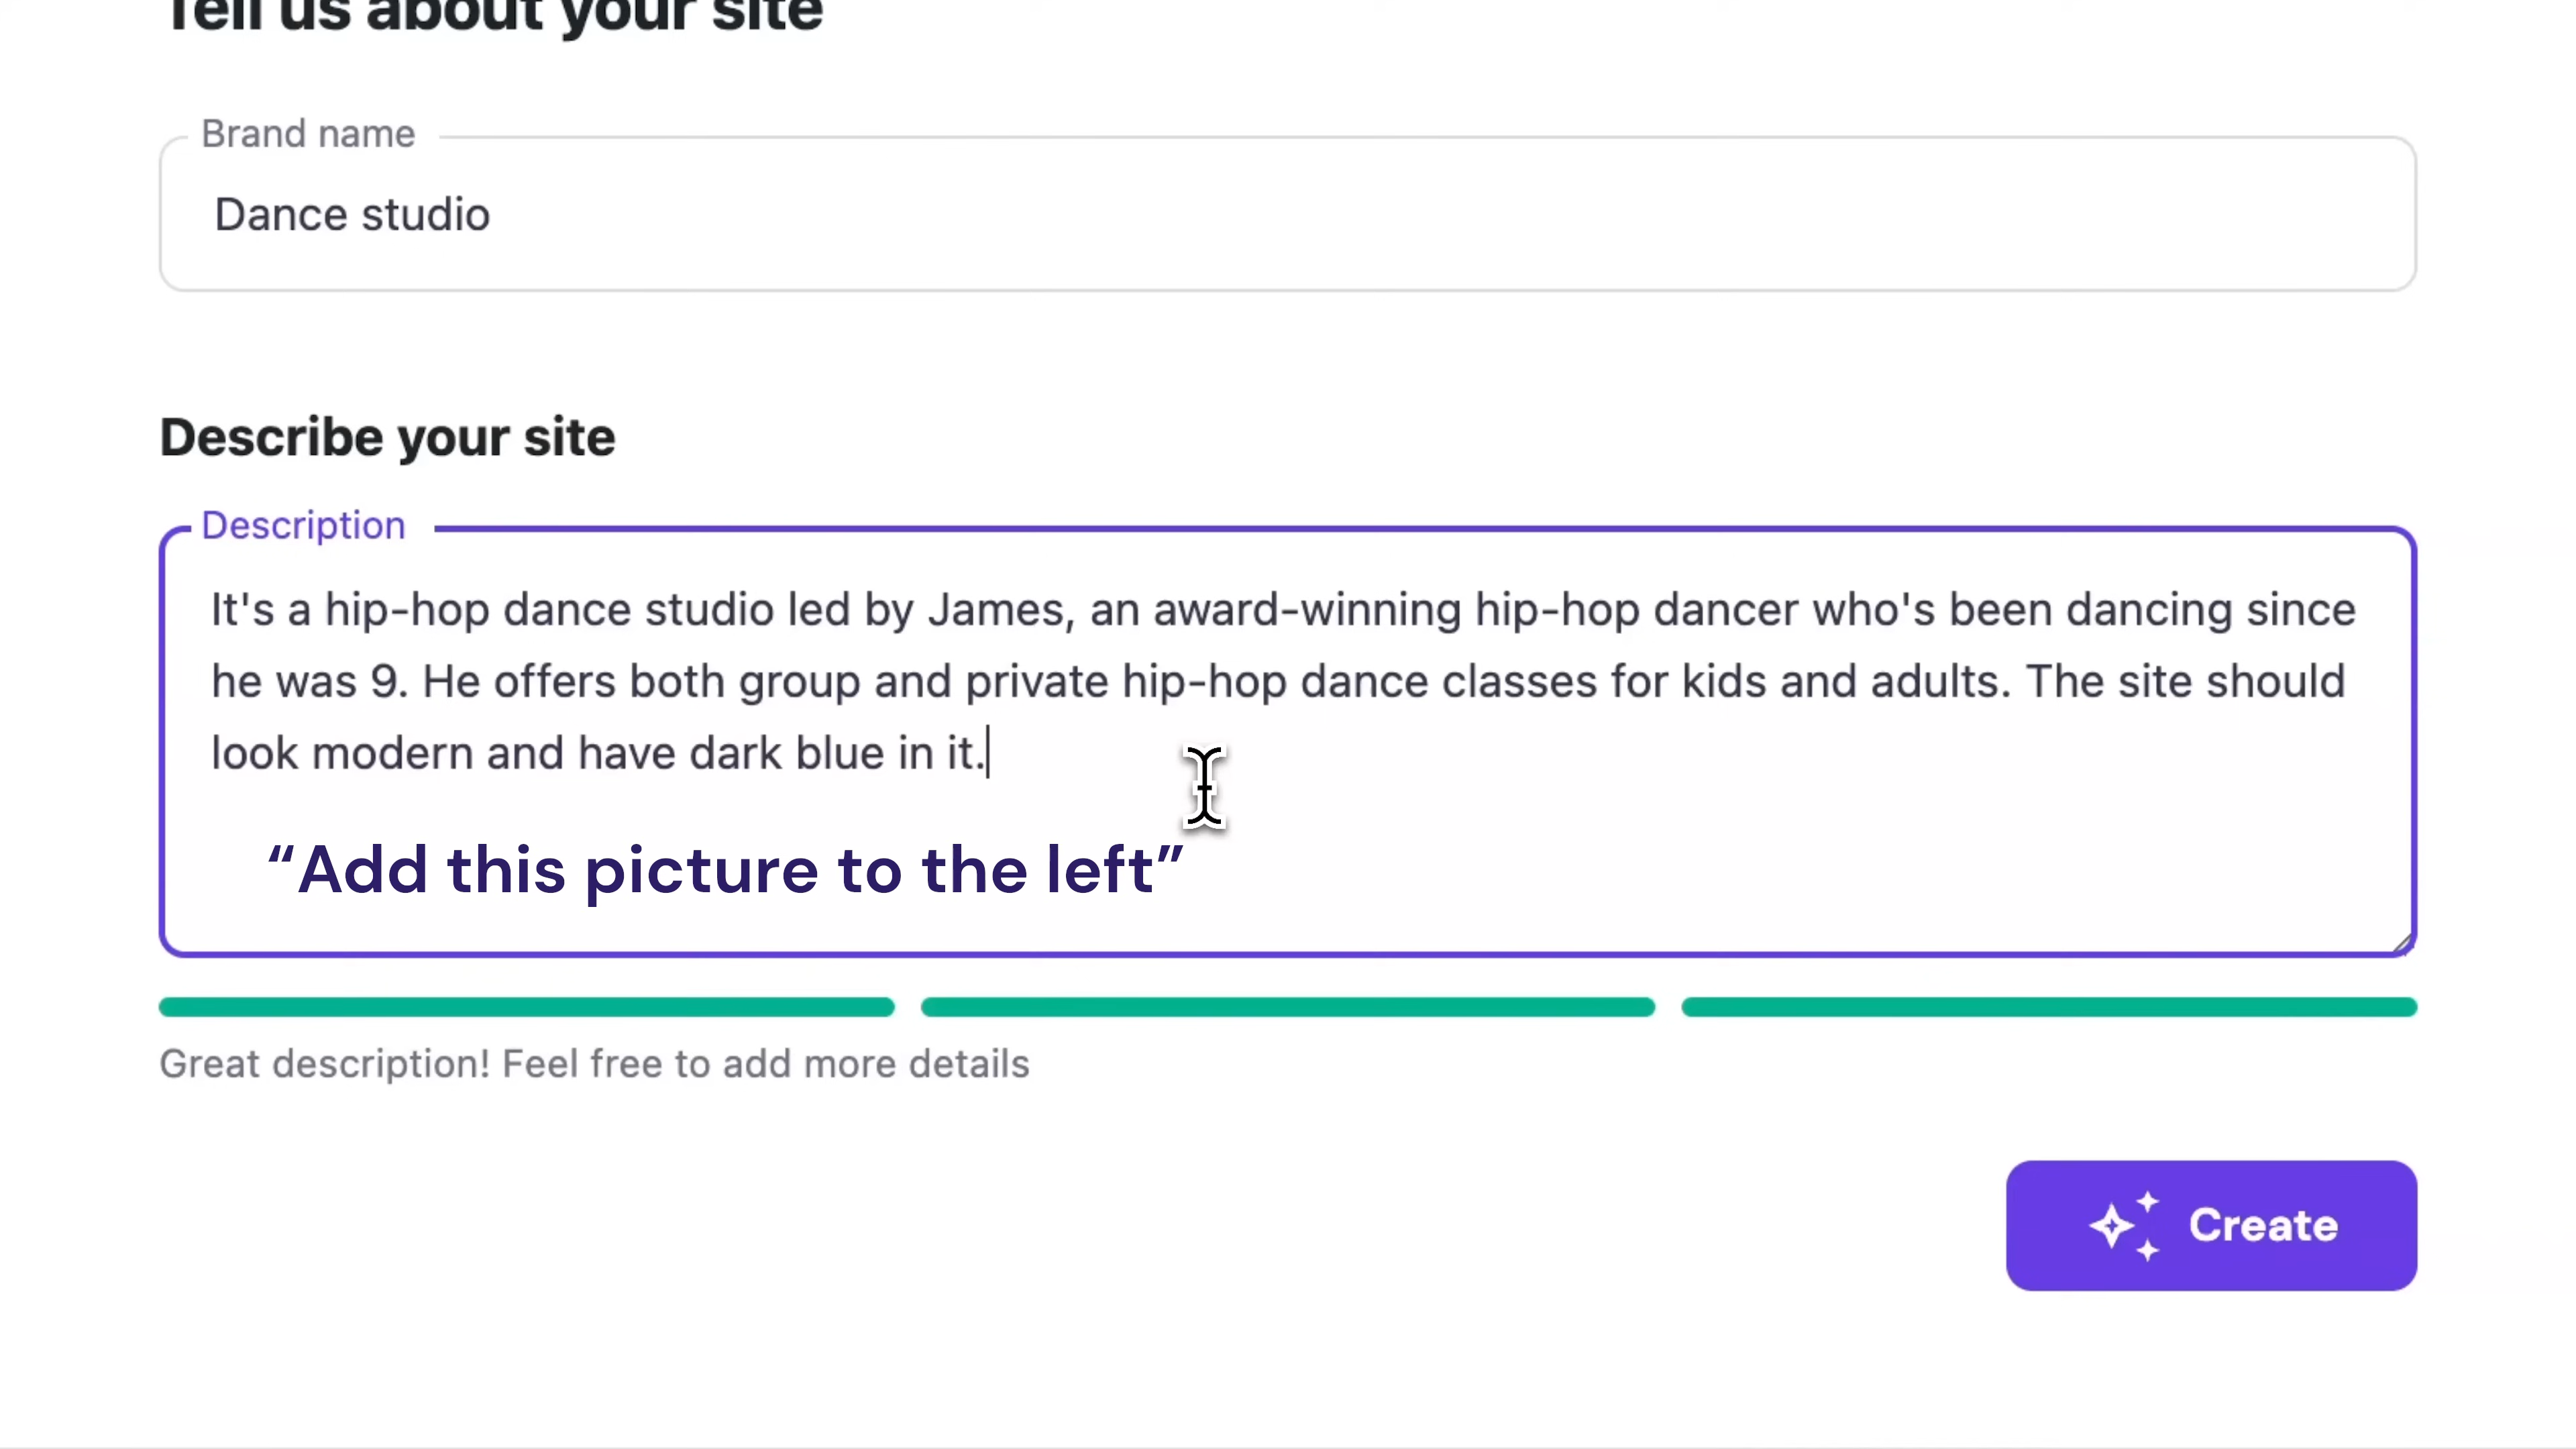 Tell us about your site
Brand name
Dance studio
Describe your site
Description
It's a hip-hop dance studio led by James, an award-winning hip-hop dancer who's been dancing since
he was 9. He offers both group and private hip-hop dance classes for kids and adults. The site should
look modern and have dark blue in it.
“Add this picture to the left”
Great description! Feel free to add more details
Create